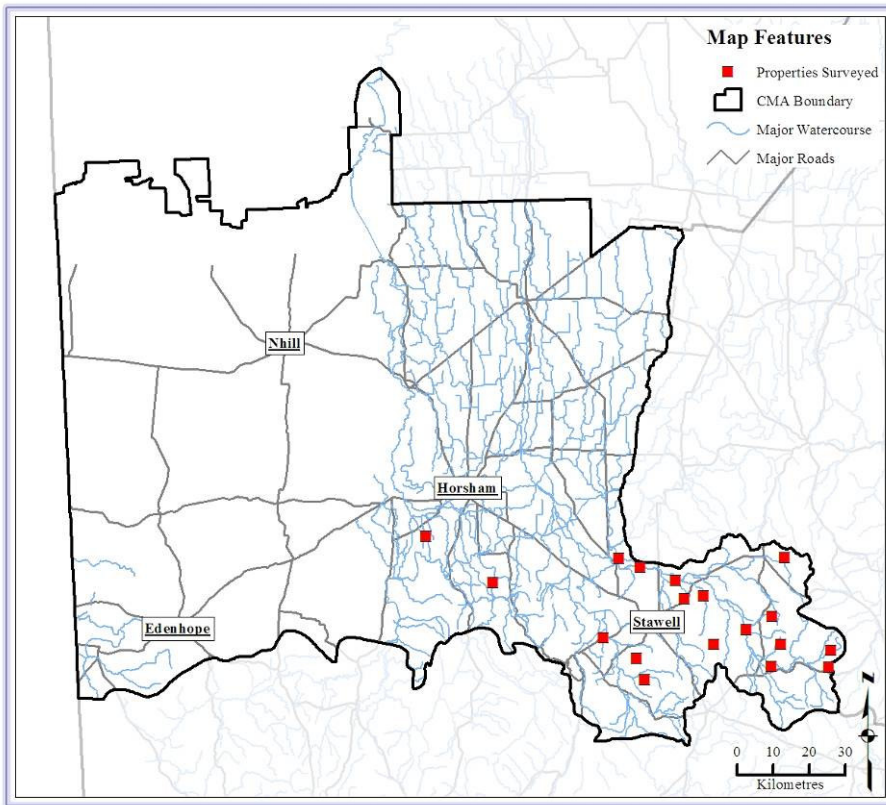 Map Features
Properties Surveyed
CMA Boundary
Major Watercourse
Major Roads
Nhill
Horsham
Edenhope
Stawell
N
0 10 20 30
Kilometres